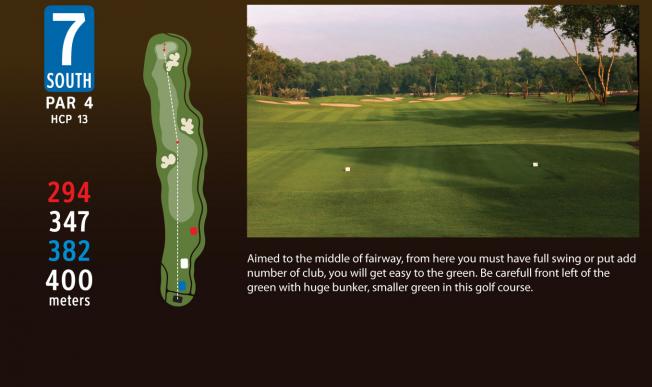 7
SOUTH
PAR 4
HCP 13
294
347
382
400
meters
Aimed to the middle of fairway, from here you must have full swing or put add
number of club, you will get easy to the green. Be carefull front left of the
green with huge bunker, smaller green in this golf course.